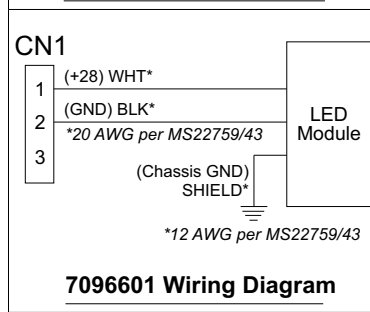 CN1
1
(+28) WHT*
2
(GND) BLK*
*20 AWG per MS22759/43
3
LED
Module
(Chassis GND)
SHIELD*
*12 AWG per MS22759/43
7096601 Wiring Diagram